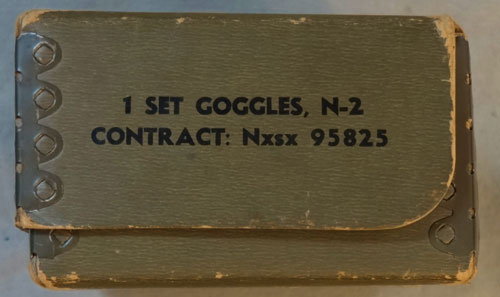 1 SET GOGGLES, N-2
CONTRACT: Nxsx 95825